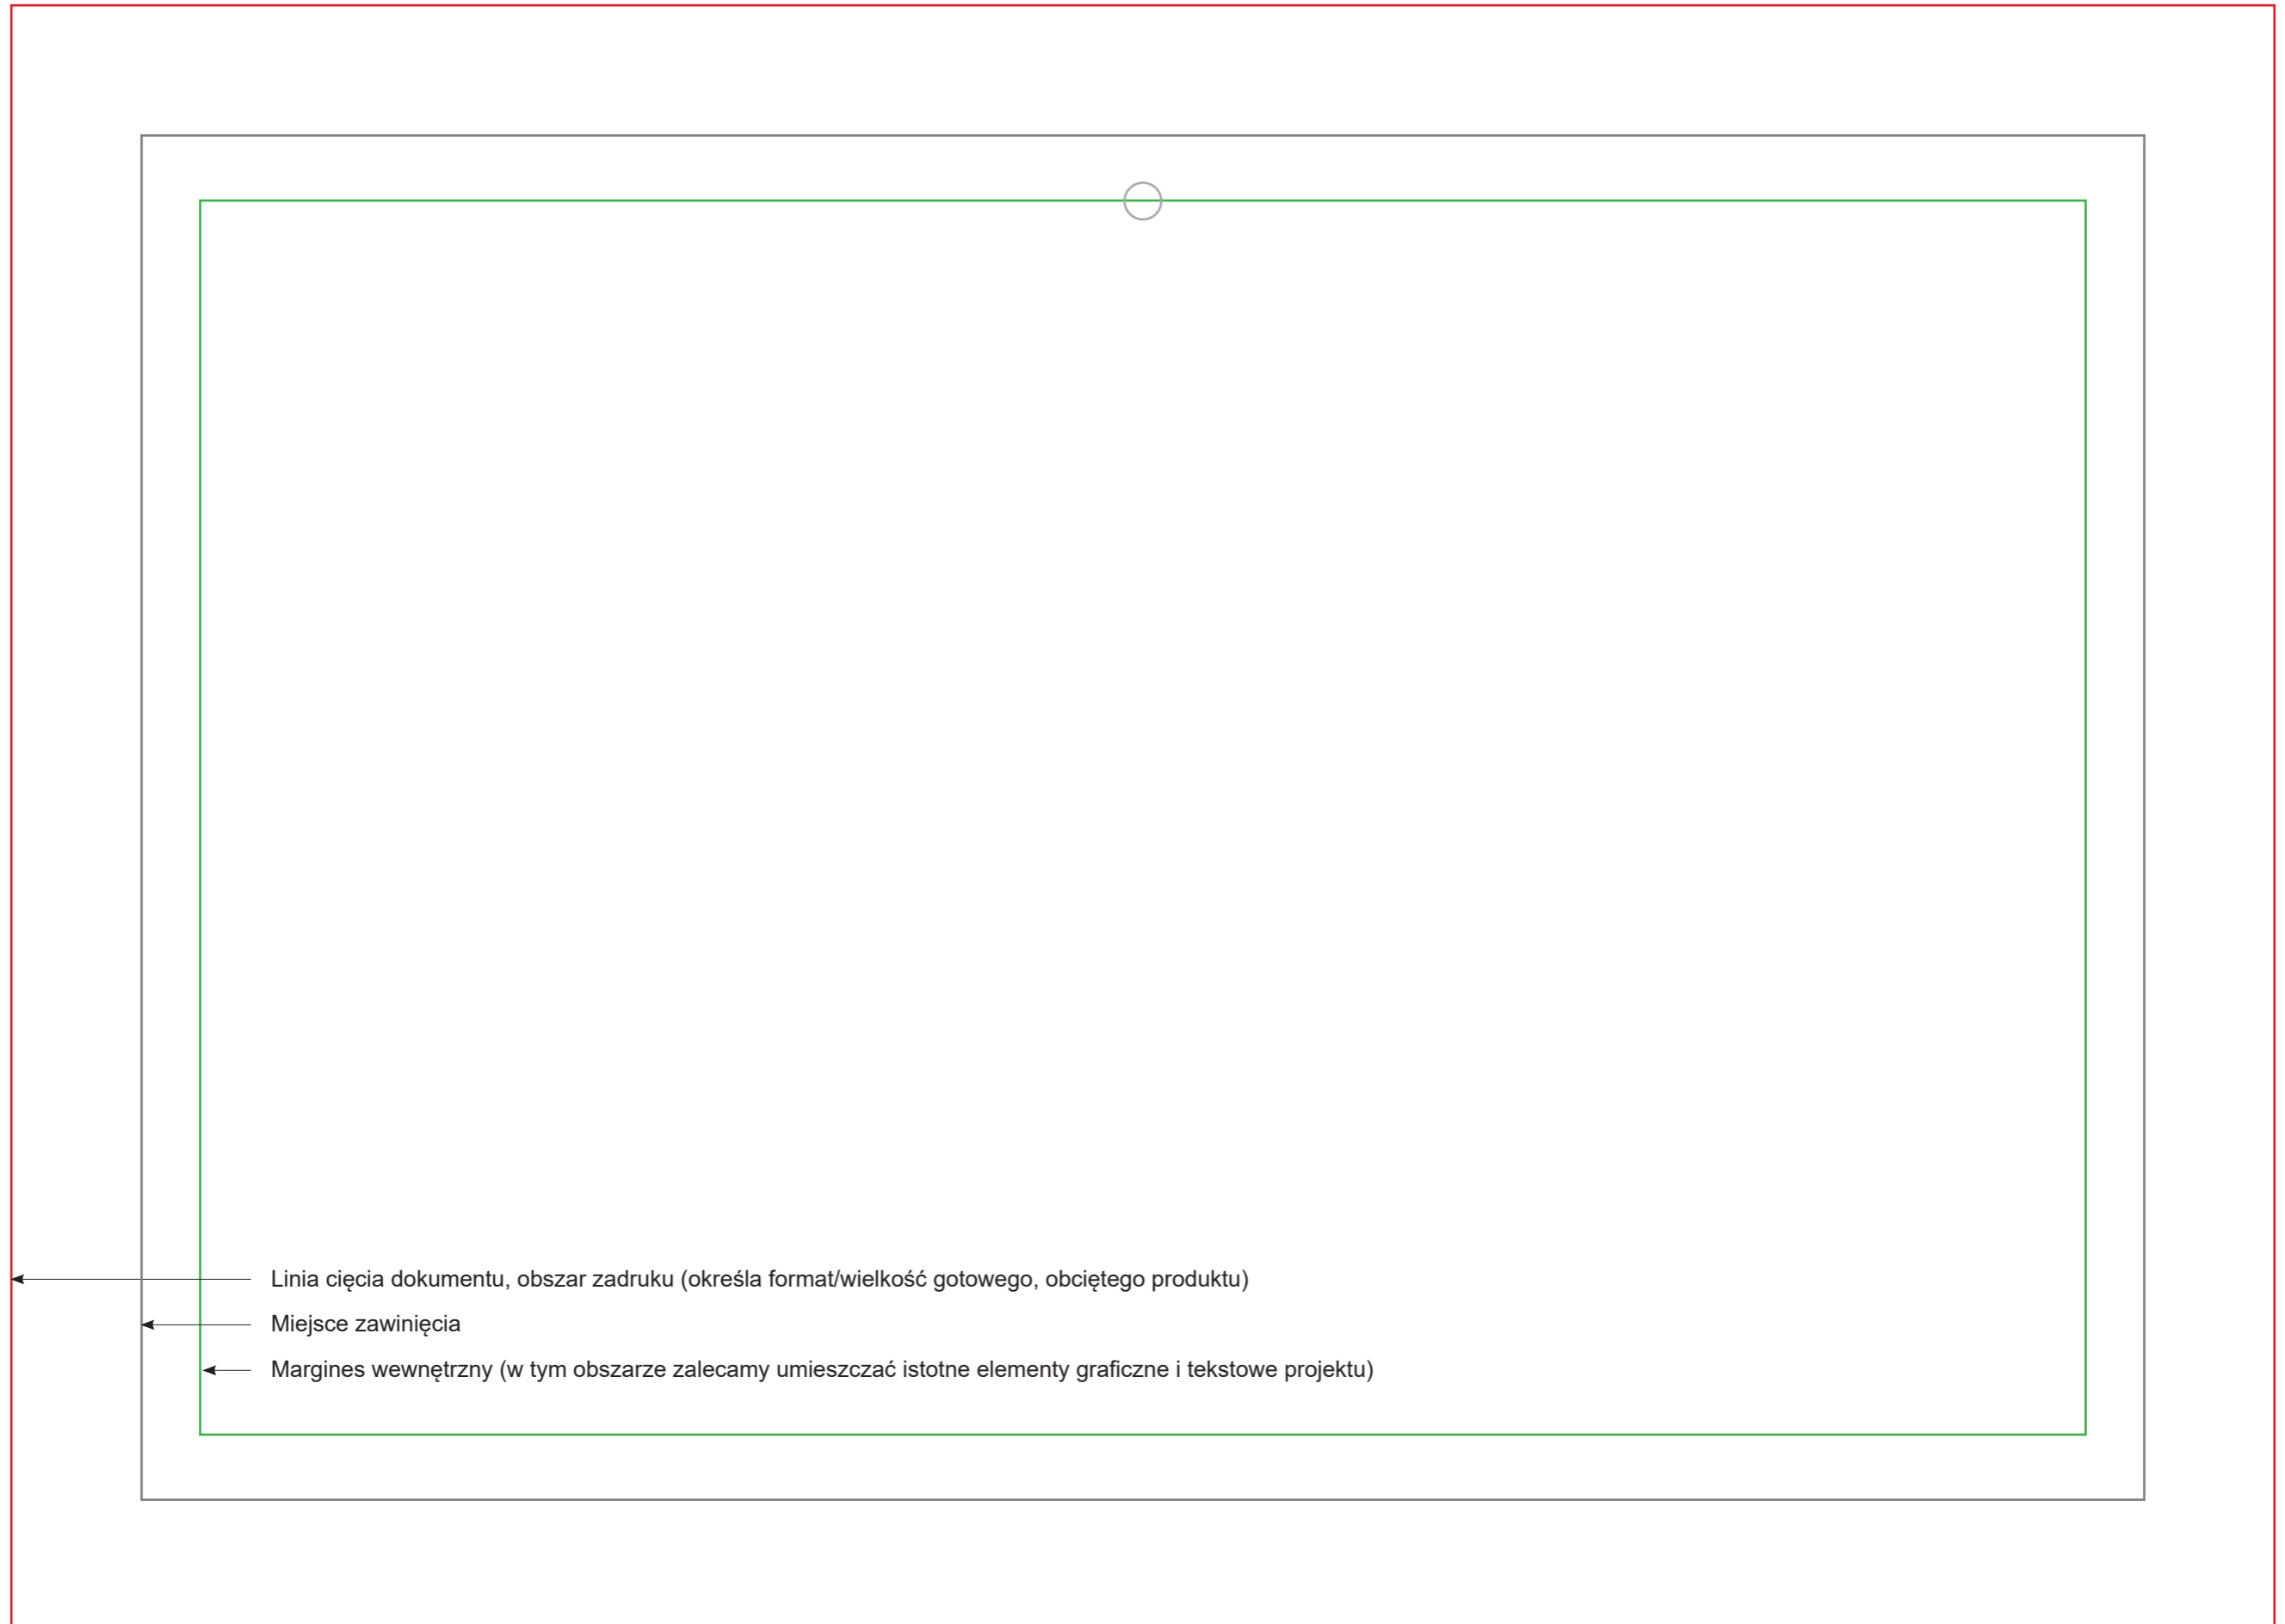 Linia cięcia dokumentu, obszar zadruku (określa format/wielkość gotowego, obciętego produktu)
Miejsce zawinięcia
Margines wewnętrzny (w tym obszarze zalecamy umieszczać istotne elementy graficzne i tekstowe projektu)